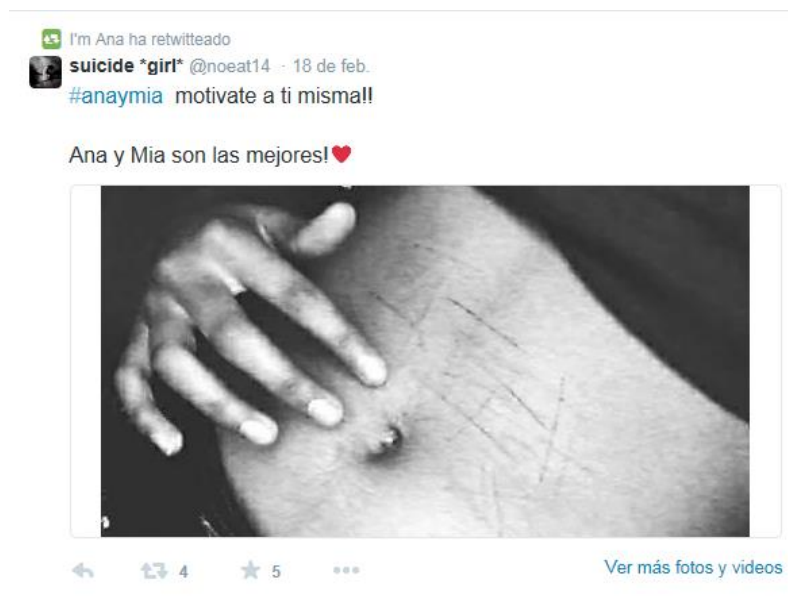 I'm Ana ha retwitteado
suicide *girl* @noeat14 · 18 de feb.
#anaymia motivate a ti misma!!
Ana y Mia son las mejores!❤
4 5
Ver más fotos y videos